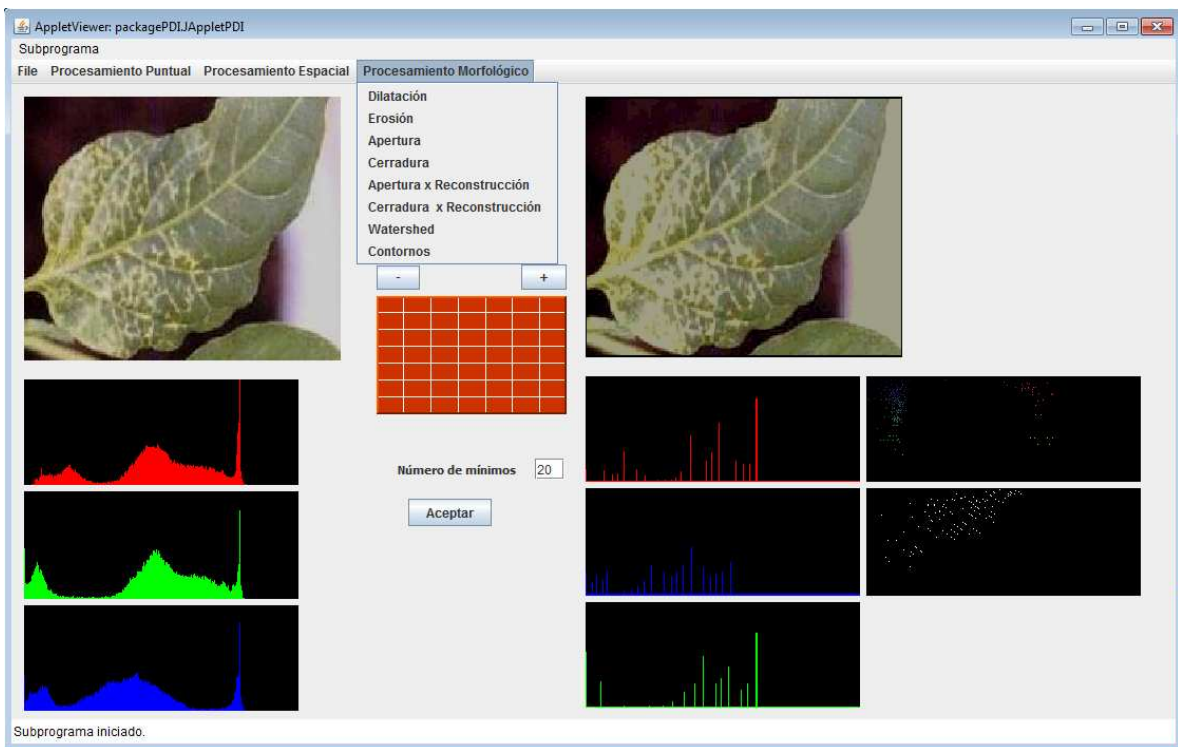 AppletViewer: packagePDI.JAppletPDI
Subprograma
File Procesamiento Puntual Procesamiento Espacial Procesamiento Morfológico
Dilatación
Erosión
Apertura
Cerradura
Apertura x Reconstrucción
Cerradura x Reconstrucción
Watershed
Contornos
- +
Número de mínimos 20
Aceptar
Subprograma iniciado.